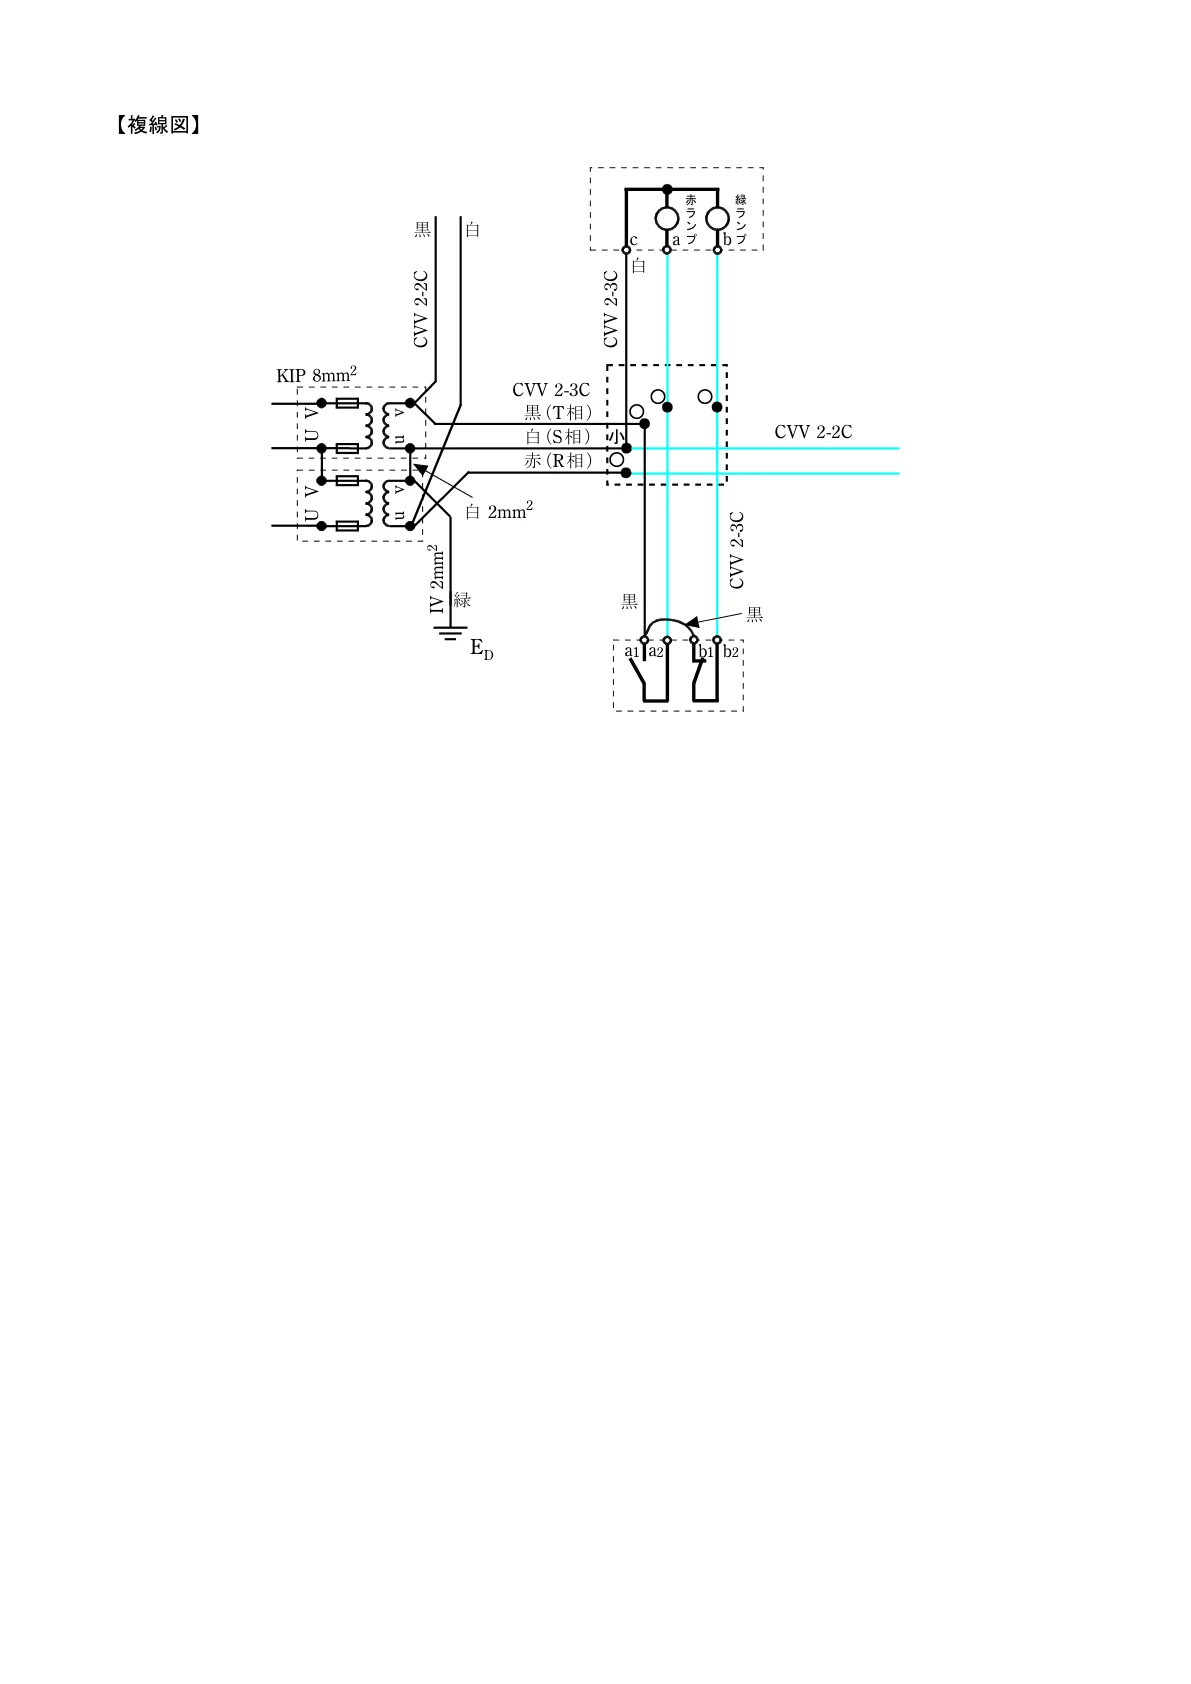 【複線図】
赤ランプ
緑ランプ
c
a
b
黒
白
白
CVV 2-2C
CVV 2-3C
KIP 8mm²
CVV 2-3C
黒(T相)
白(S相)
赤(R相)
小
CVV 2-2C
U V
u v
U V
u v
白 2mm²
IV 2mm²
緑
E_D
CVV 2-3C
黒
黒
a1 a2 b1 b2